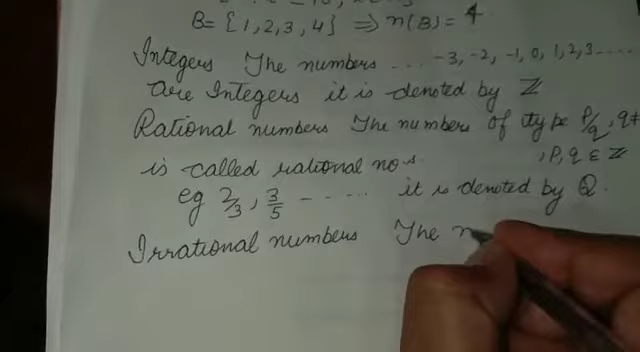 B = {1,2,3,4} ⇒ n(B) = 4
Integers The numbers ... -3, -2, -1, 0, 1, 2, 3 .....
are Integers it is denoted by Z
Rational numbers The numbers of type P/q, q≠
is called rational no s. , P, q ε Z
eg 2/3, 3/5 - - .... it is denoted by Q.
Irrational numbers The n